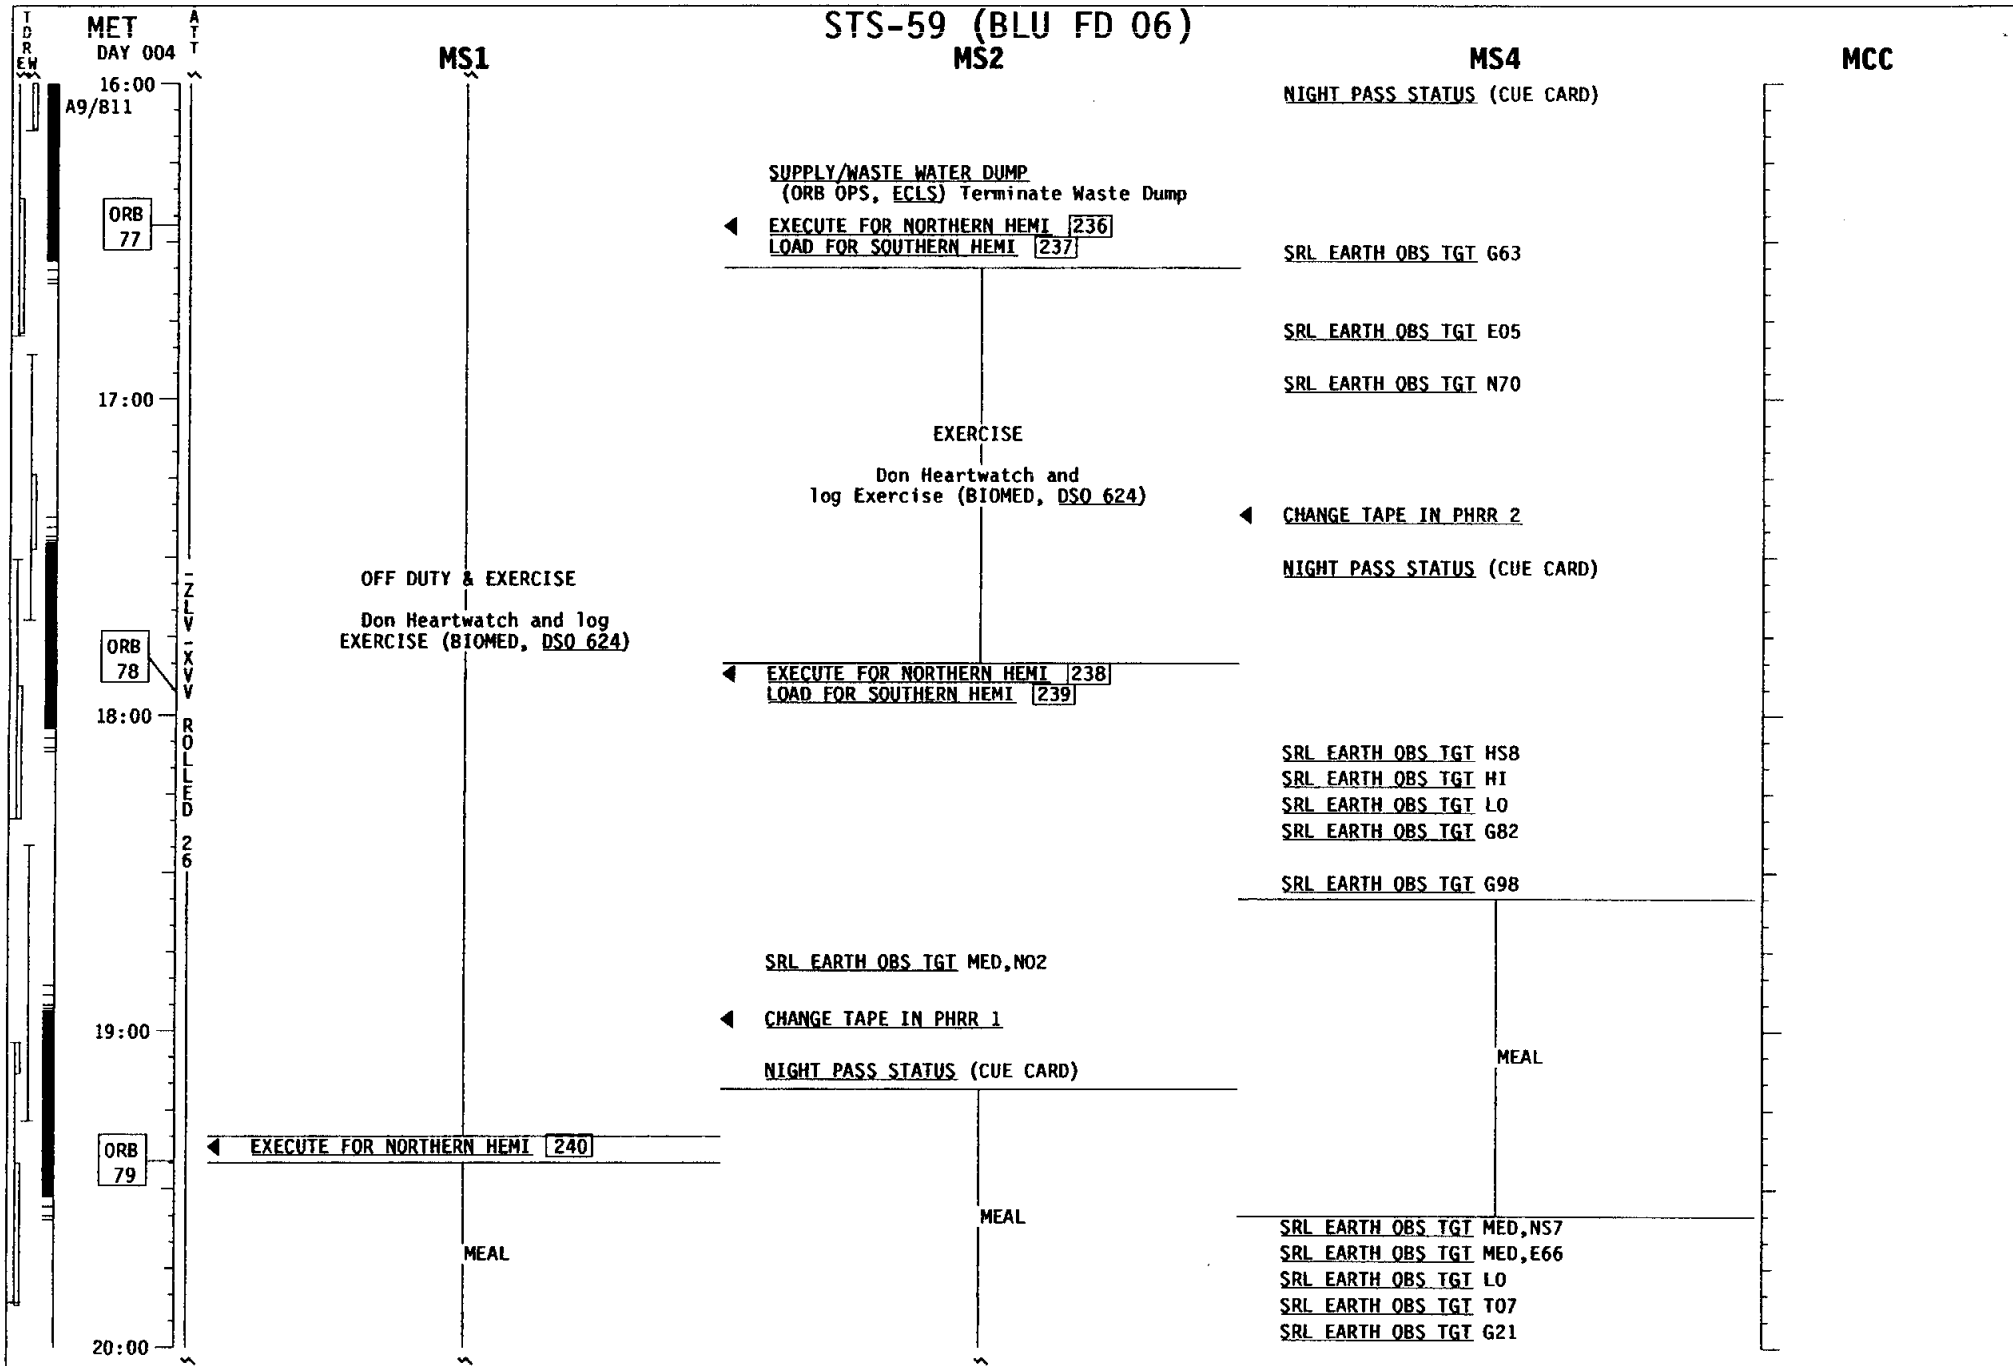 STS-59 (BLU FD 06)
TDRE W
MET
DAY 004
ATT
MS1
MS2
MS4
MCC
16:00
A9/B11
ORB
77
17:00
ORB
78
18:00
19:00
ORB
79
20:00
-ZLV -XVV ROLLED 26
OFF DUTY & EXERCISE
Don Heartwatch and log
EXERCISE (BIOMED, DSO 624)
EXECUTE FOR NORTHERN HEMI 240
MEAL
SUPPLY/WASTE WATER DUMP
(ORB OPS, ECLS) Terminate Waste Dump
EXECUTE FOR NORTHERN HEMI 236
LOAD FOR SOUTHERN HEMI 237
EXERCISE
Don Heartwatch and
log Exercise (BIOMED, DSO 624)
EXECUTE FOR NORTHERN HEMI 238
LOAD FOR SOUTHERN HEMI 239
SRL EARTH OBS TGT MED,NO2
CHANGE TAPE IN PHRR 1
NIGHT PASS STATUS (CUE CARD)
MEAL
NIGHT PASS STATUS (CUE CARD)
SRL EARTH OBS TGT G63
SRL EARTH OBS TGT E05
SRL EARTH OBS TGT N70
CHANGE TAPE IN PHRR 2
NIGHT PASS STATUS (CUE CARD)
SRL EARTH OBS TGT HS8
SRL EARTH OBS TGT HI
SRL EARTH OBS TGT LO
SRL EARTH OBS TGT G82
SRL EARTH OBS TGT G98
MEAL
SRL EARTH OBS TGT MED,NS7
SRL EARTH OBS TGT MED,E66
SRL EARTH OBS TGT LO
SRL EARTH OBS TGT T07
SRL EARTH OBS TGT G21